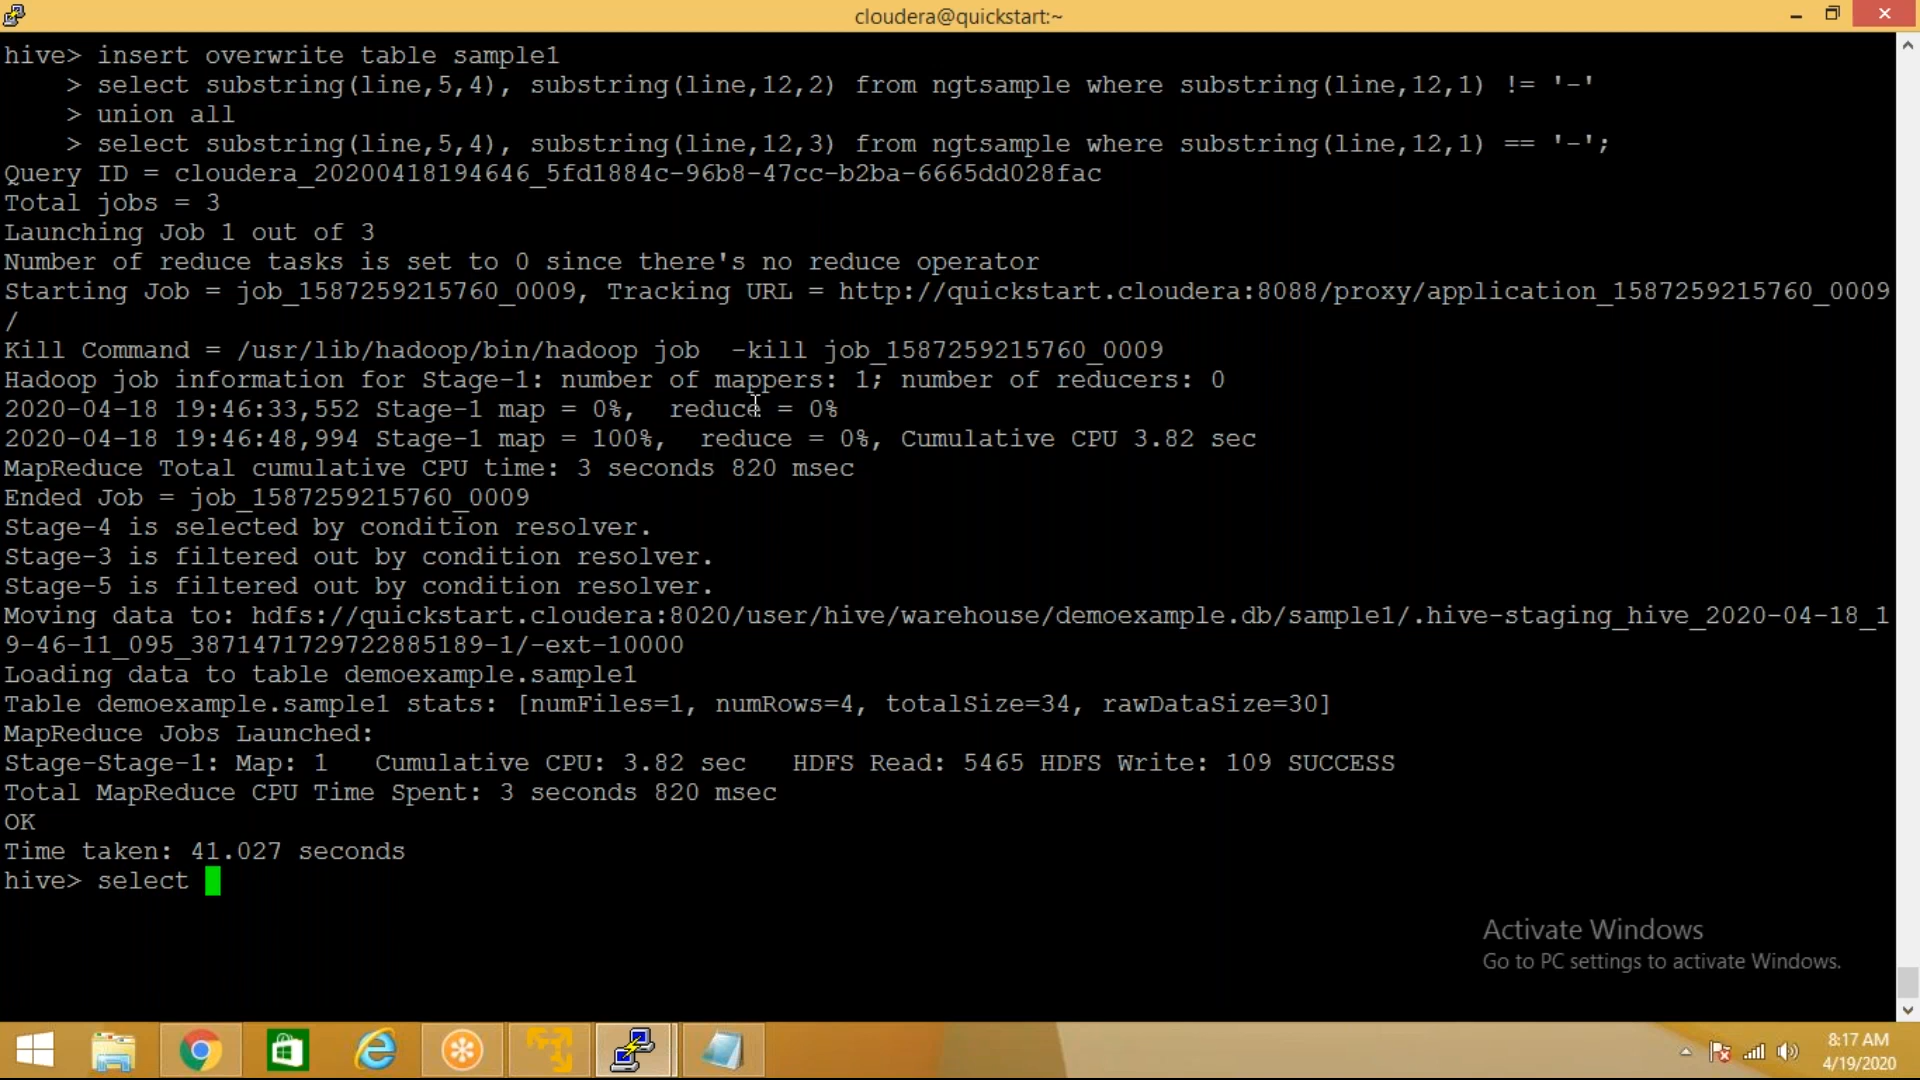 cloudera@quickstart:~
hive> insert overwrite table sample1
    > select substring(line,5,4), substring(line,12,2) from ngtsample where substring(line,12,1) != '-'
    > union all
    > select substring(line,5,4), substring(line,12,3) from ngtsample where substring(line,12,1) == '-';
Query ID = cloudera_20200418194646_5fd1884c-96b8-47cc-b2ba-6665dd028fac
Total jobs = 3
Launching Job 1 out of 3
Number of reduce tasks is set to 0 since there's no reduce operator
Starting Job = job_1587259215760_0009, Tracking URL = http://quickstart.cloudera:8088/proxy/application_1587259215760_0009
/
Kill Command = /usr/lib/hadoop/bin/hadoop job  -kill job_1587259215760_0009
Hadoop job information for Stage-1: number of mappers: 1; number of reducers: 0
2020-04-18 19:46:33,552 Stage-1 map = 0%,  reduce = 0%
2020-04-18 19:46:48,994 Stage-1 map = 100%,  reduce = 0%, Cumulative CPU 3.82 sec
MapReduce Total cumulative CPU time: 3 seconds 820 msec
Ended Job = job_1587259215760_0009
Stage-4 is selected by condition resolver.
Stage-3 is filtered out by condition resolver.
Stage-5 is filtered out by condition resolver.
Moving data to: hdfs://quickstart.cloudera:8020/user/hive/warehouse/demoexample.db/sample1/.hive-staging_hive_2020-04-18_1
9-46-11_095_3871471729722885189-1/-ext-10000
Loading data to table demoexample.sample1
Table demoexample.sample1 stats: [numFiles=1, numRows=4, totalSize=34, rawDataSize=30]
MapReduce Jobs Launched:
Stage-Stage-1: Map: 1   Cumulative CPU: 3.82 sec   HDFS Read: 5465 HDFS Write: 109 SUCCESS
Total MapReduce CPU Time Spent: 3 seconds 820 msec
OK
Time taken: 41.027 seconds
hive> select
Activate Windows
Go to PC settings to activate Windows.
8:17 AM
4/19/2020